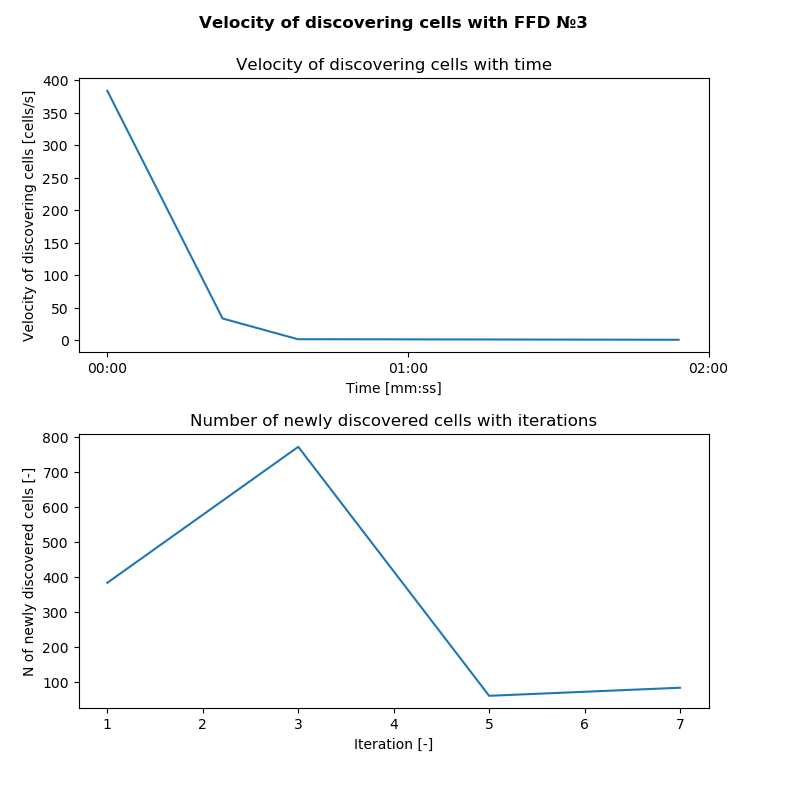 Velocity of discovering cells with FFD №3
Velocity of discovering cells with time
Velocity of discovering cells [cells/s]
400
350
300
250
200
150
100
50
0
00:00 01:00 02:00
Time [mm:ss]
Number of newly discovered cells with iterations
N of newly discovered cells [-]
800
700
600
500
400
300
200
100
1 2 3 4 5 6 7
Iteration [-]